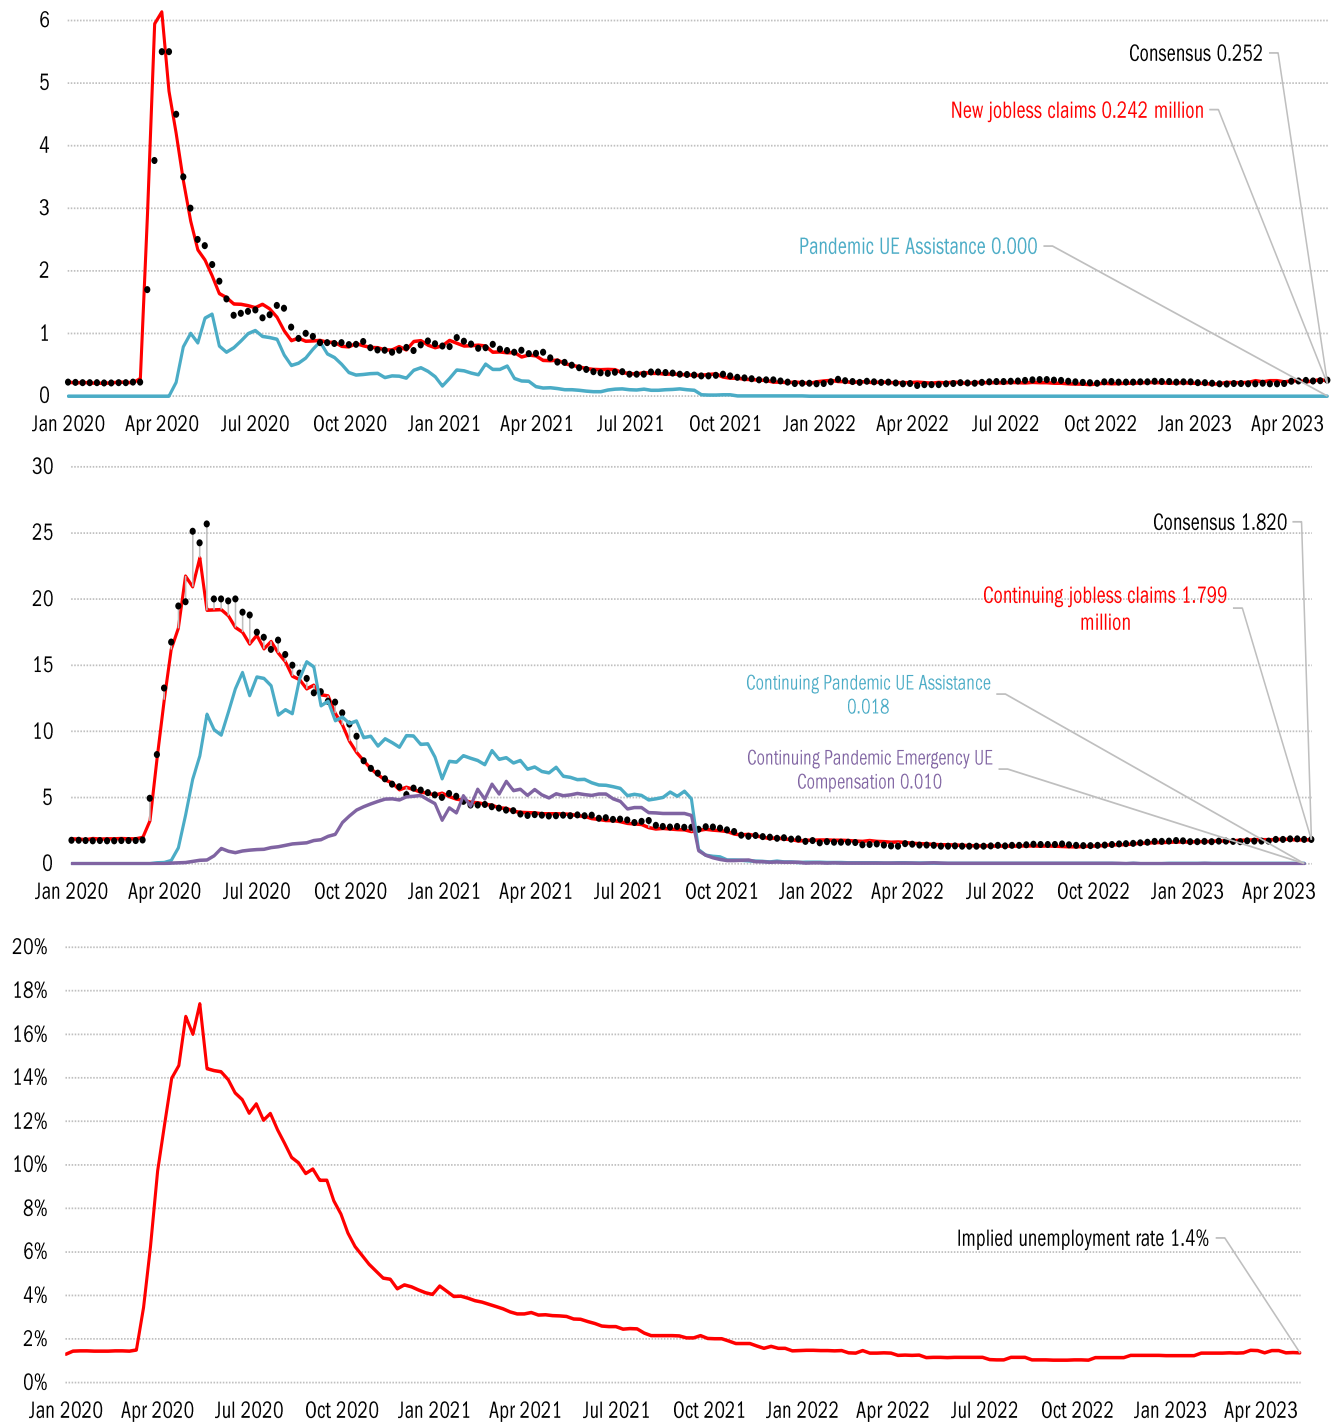 6
Consensus 0.252
5
New jobless claims 0.242 million
4
3
Pandemic UE Assistance 0.000
2
1
0
Jan 2020 Apr 2020 Jul 2020 Oct 2020 Jan 2021 Apr 2021 Jul 2021 Oct 2021 Jan 2022 Apr 2022 Jul 2022 Oct 2022 Jan 2023 Apr 2023
30
Consensus 1.820
25
20
Continuing jobless claims 1.799
million
15
Continuing Pandemic UE Assistance
0.018
10
Continuing Pandemic Emergency UE
Compensation 0.010
5
0
Jan 2020 Apr 2020 Jul 2020 Oct 2020 Jan 2021 Apr 2021 Jul 2021 Oct 2021 Jan 2022 Apr 2022 Jul 2022 Oct 2022 Jan 2023 Apr 2023
20%
18%
16%
14%
12%
10%
8%
Implied unemployment rate 1.4%
6%
4%
2%
0%
Jan 2020 Apr 2020 Jul 2020 Oct 2020 Jan 2021 Apr 2021 Jul 2021 Oct 2021 Jan 2022 Apr 2022 Jul 2022 Oct 2022 Jan 2023 Apr 2023